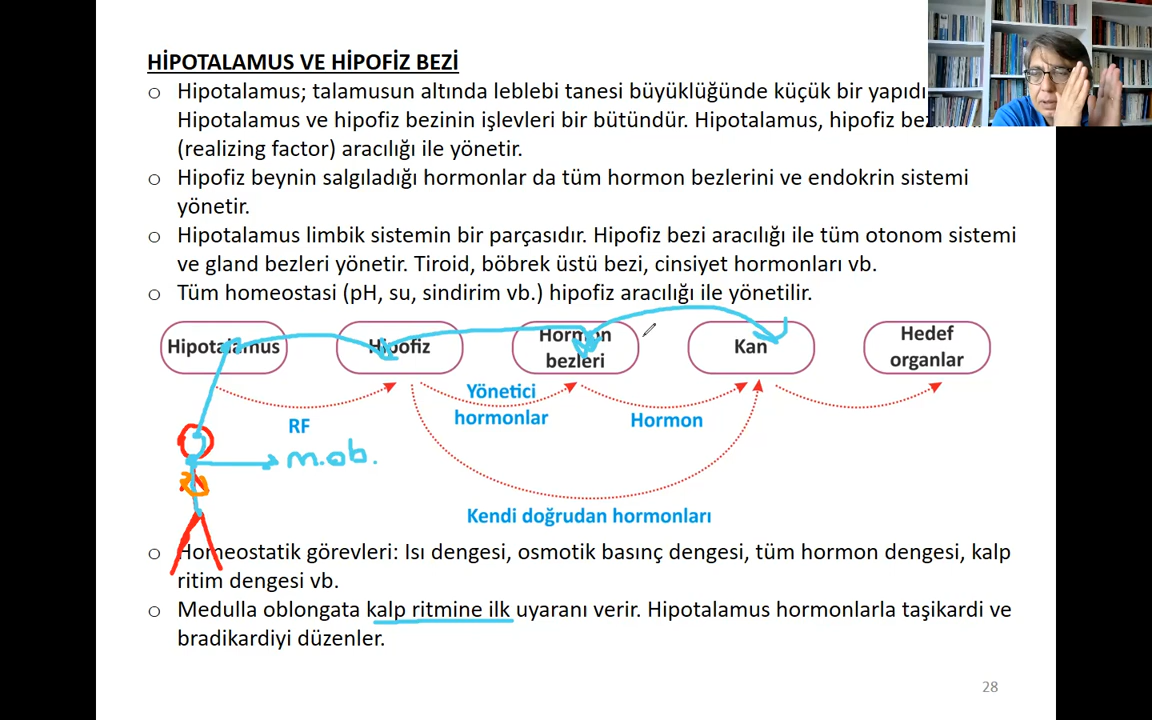 HİPOTALAMUS VE HİPOFİZ BEZİ
o Hipotalamus; talamusun altında leblebi tanesi büyüklüğünde küçük bir yapıdı
Hipotalamus ve hipofiz bezinin işlevleri bir bütündür. Hipotalamus, hipofiz be
(realizing factor) aracılığı ile yönetir.
o Hipofiz beynin salgıladığı hormonlar da tüm hormon bezlerini ve endokrin sistemi
yönetir.
o Hipotalamus limbik sistemin bir parçasıdır. Hipofiz bezi aracılığı ile tüm otonom sistemi
ve gland bezleri yönetir. Tiroid, böbrek üstü bezi, cinsiyet hormonları vb.
o Tüm homeostasi (pH, su, sindirim vb.) hipofiz aracılığı ile yönetilir.
Hipotalamus Hipofiz Hormon bezleri Kan Hedef organlar
RF
Yönetici
hormonlar
Hormon
m.ob.
Kendi doğrudan hormonları
o Homeostatik görevleri: Isı dengesi, osmotik basınç dengesi, tüm hormon dengesi, kalp
ritim dengesi vb.
o Medulla oblongata kalp ritmine ilk uyaranı verir. Hipotalamus hormonlarla taşikardi ve
bradikardiyi düzenler.
28